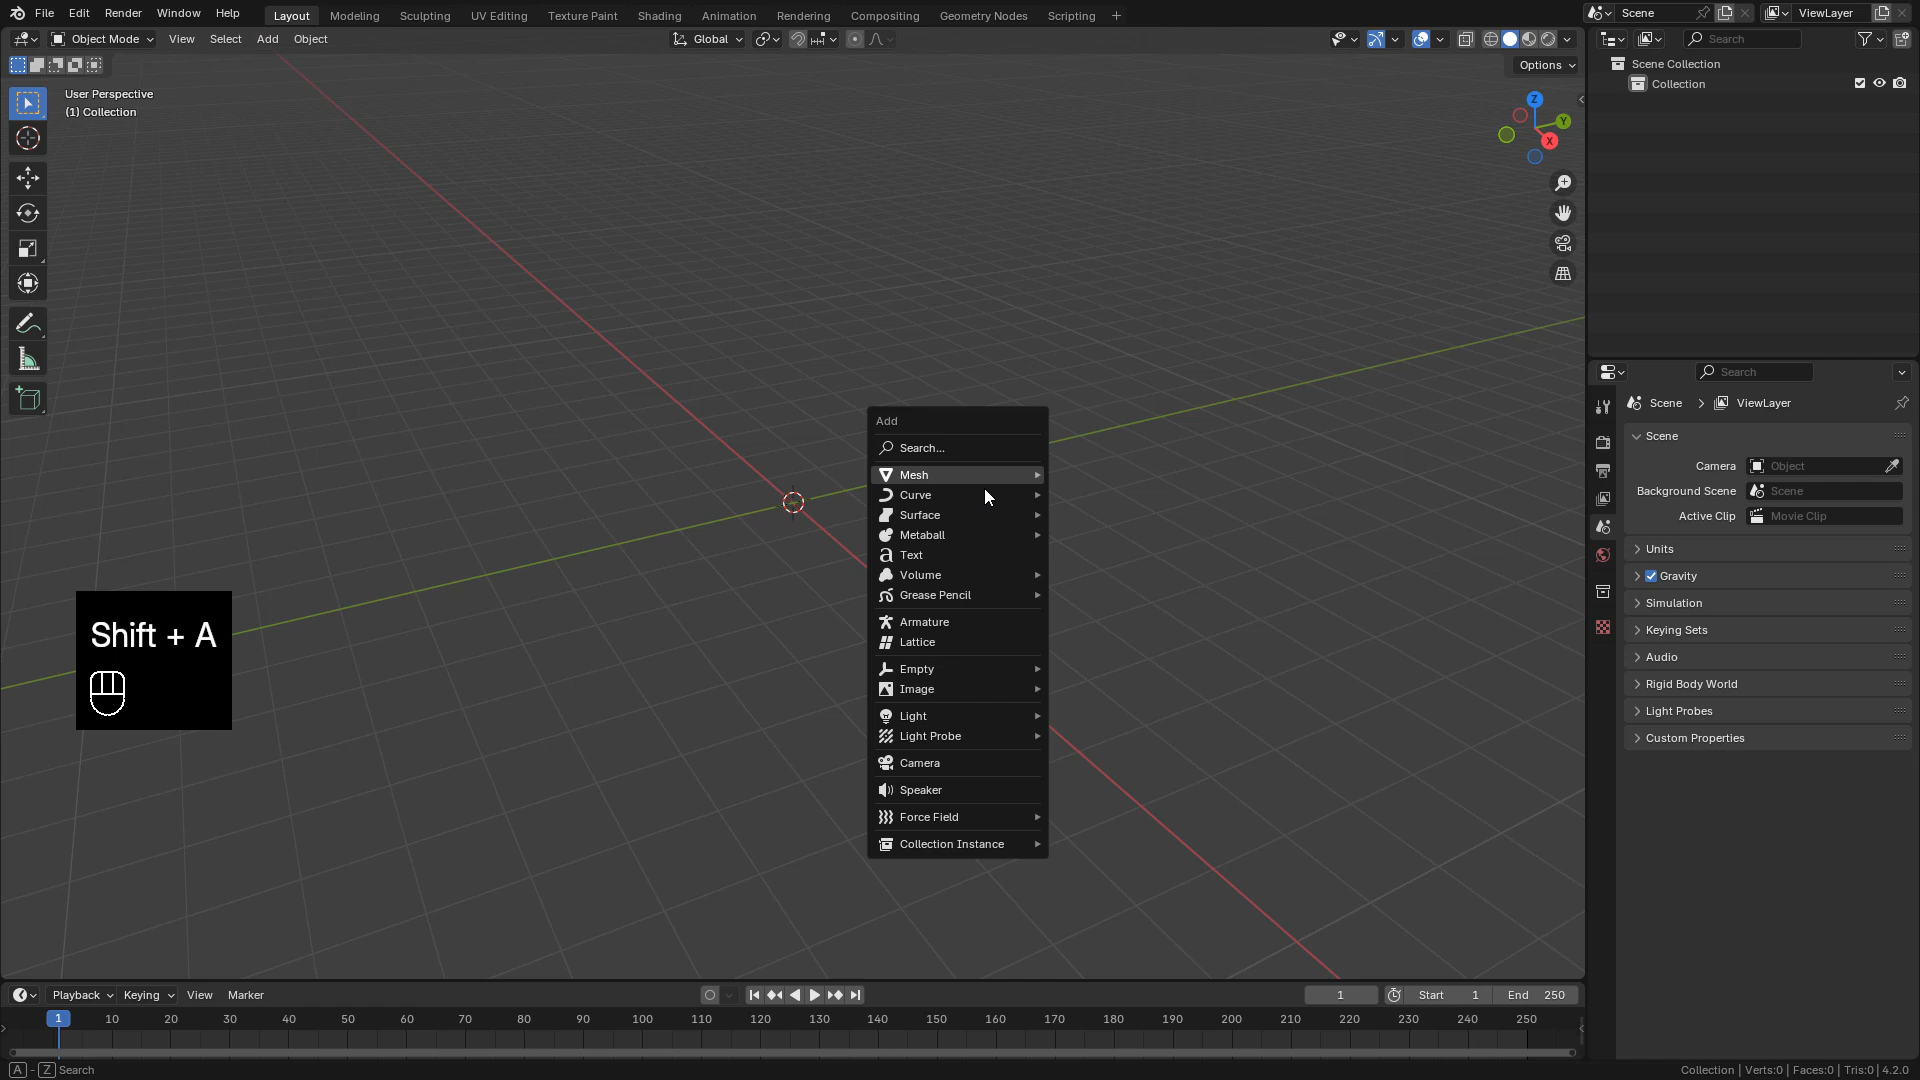 File Edit Render Window Help
Layout Modeling Sculpting UV Editing Texture Paint Shading Animation Rendering Compositing Geometry Nodes Scripting +
Scene
ViewLayer
Object Mode View Select Add Object
Global
Search
Options
Scene Collection
Collection
User Perspective
(1) Collection
Z
Y
X
Search
Scene > ViewLayer
Scene
Camera Object
Background Scene Scene
Active Clip Movie Clip
Units
Gravity
Simulation
Keying Sets
Audio
Rigid Body World
Light Probes
Custom Properties
Add
Search...
Mesh
Curve
Surface
Metaball
Text
Volume
Grease Pencil
Armature
Lattice
Empty
Image
Light
Light Probe
Camera
Speaker
Force Field
Collection Instance
Shift + A
Playback Keying View Marker
1
Start 1
End 250
1 10 20 30 40 50 60 70 80 90 100 110 120 130 140 150 160 170 180 190 200 210 220 230 240 250
A - Z Search
Collection | Verts:0 | Faces:0 | Tris:0 | 4.2.0